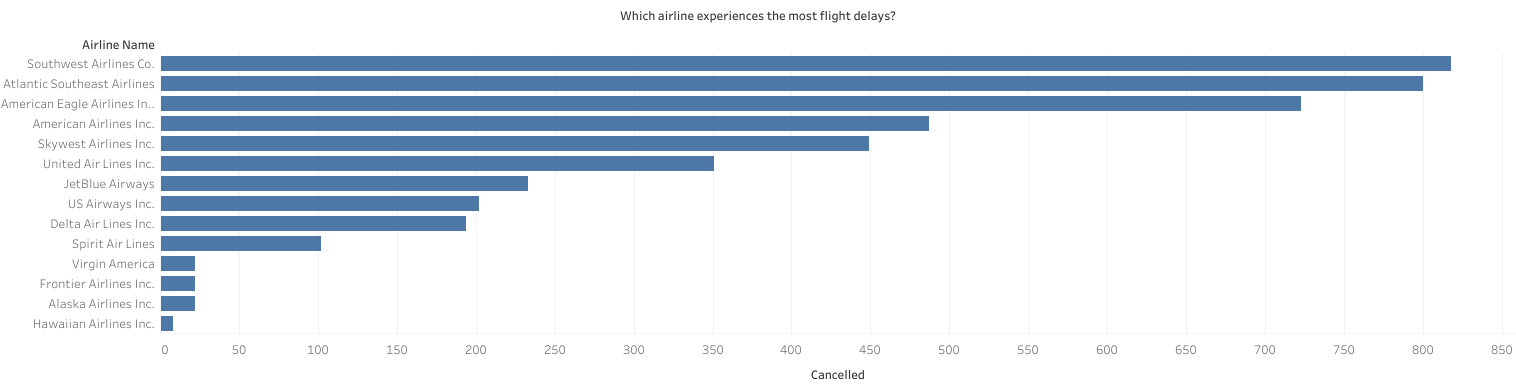 Which airline experiences the most flight delays?
Airline Name
Southwest Airlines Co.
Atlantic Southeast Airlines
American Eagle Airlines In..
American Airlines Inc.
Skywest Airlines Inc.
United Air Lines Inc.
JetBlue Airways
US Airways Inc.
Delta Air Lines Inc.
Spirit Air Lines
Virgin America
Frontier Airlines Inc.
Alaska Airlines Inc.
Hawaiian Airlines Inc.
0 50 100 150 200 250 300 350 400 450 500 550 600 650 700 750 800 850
Cancelled